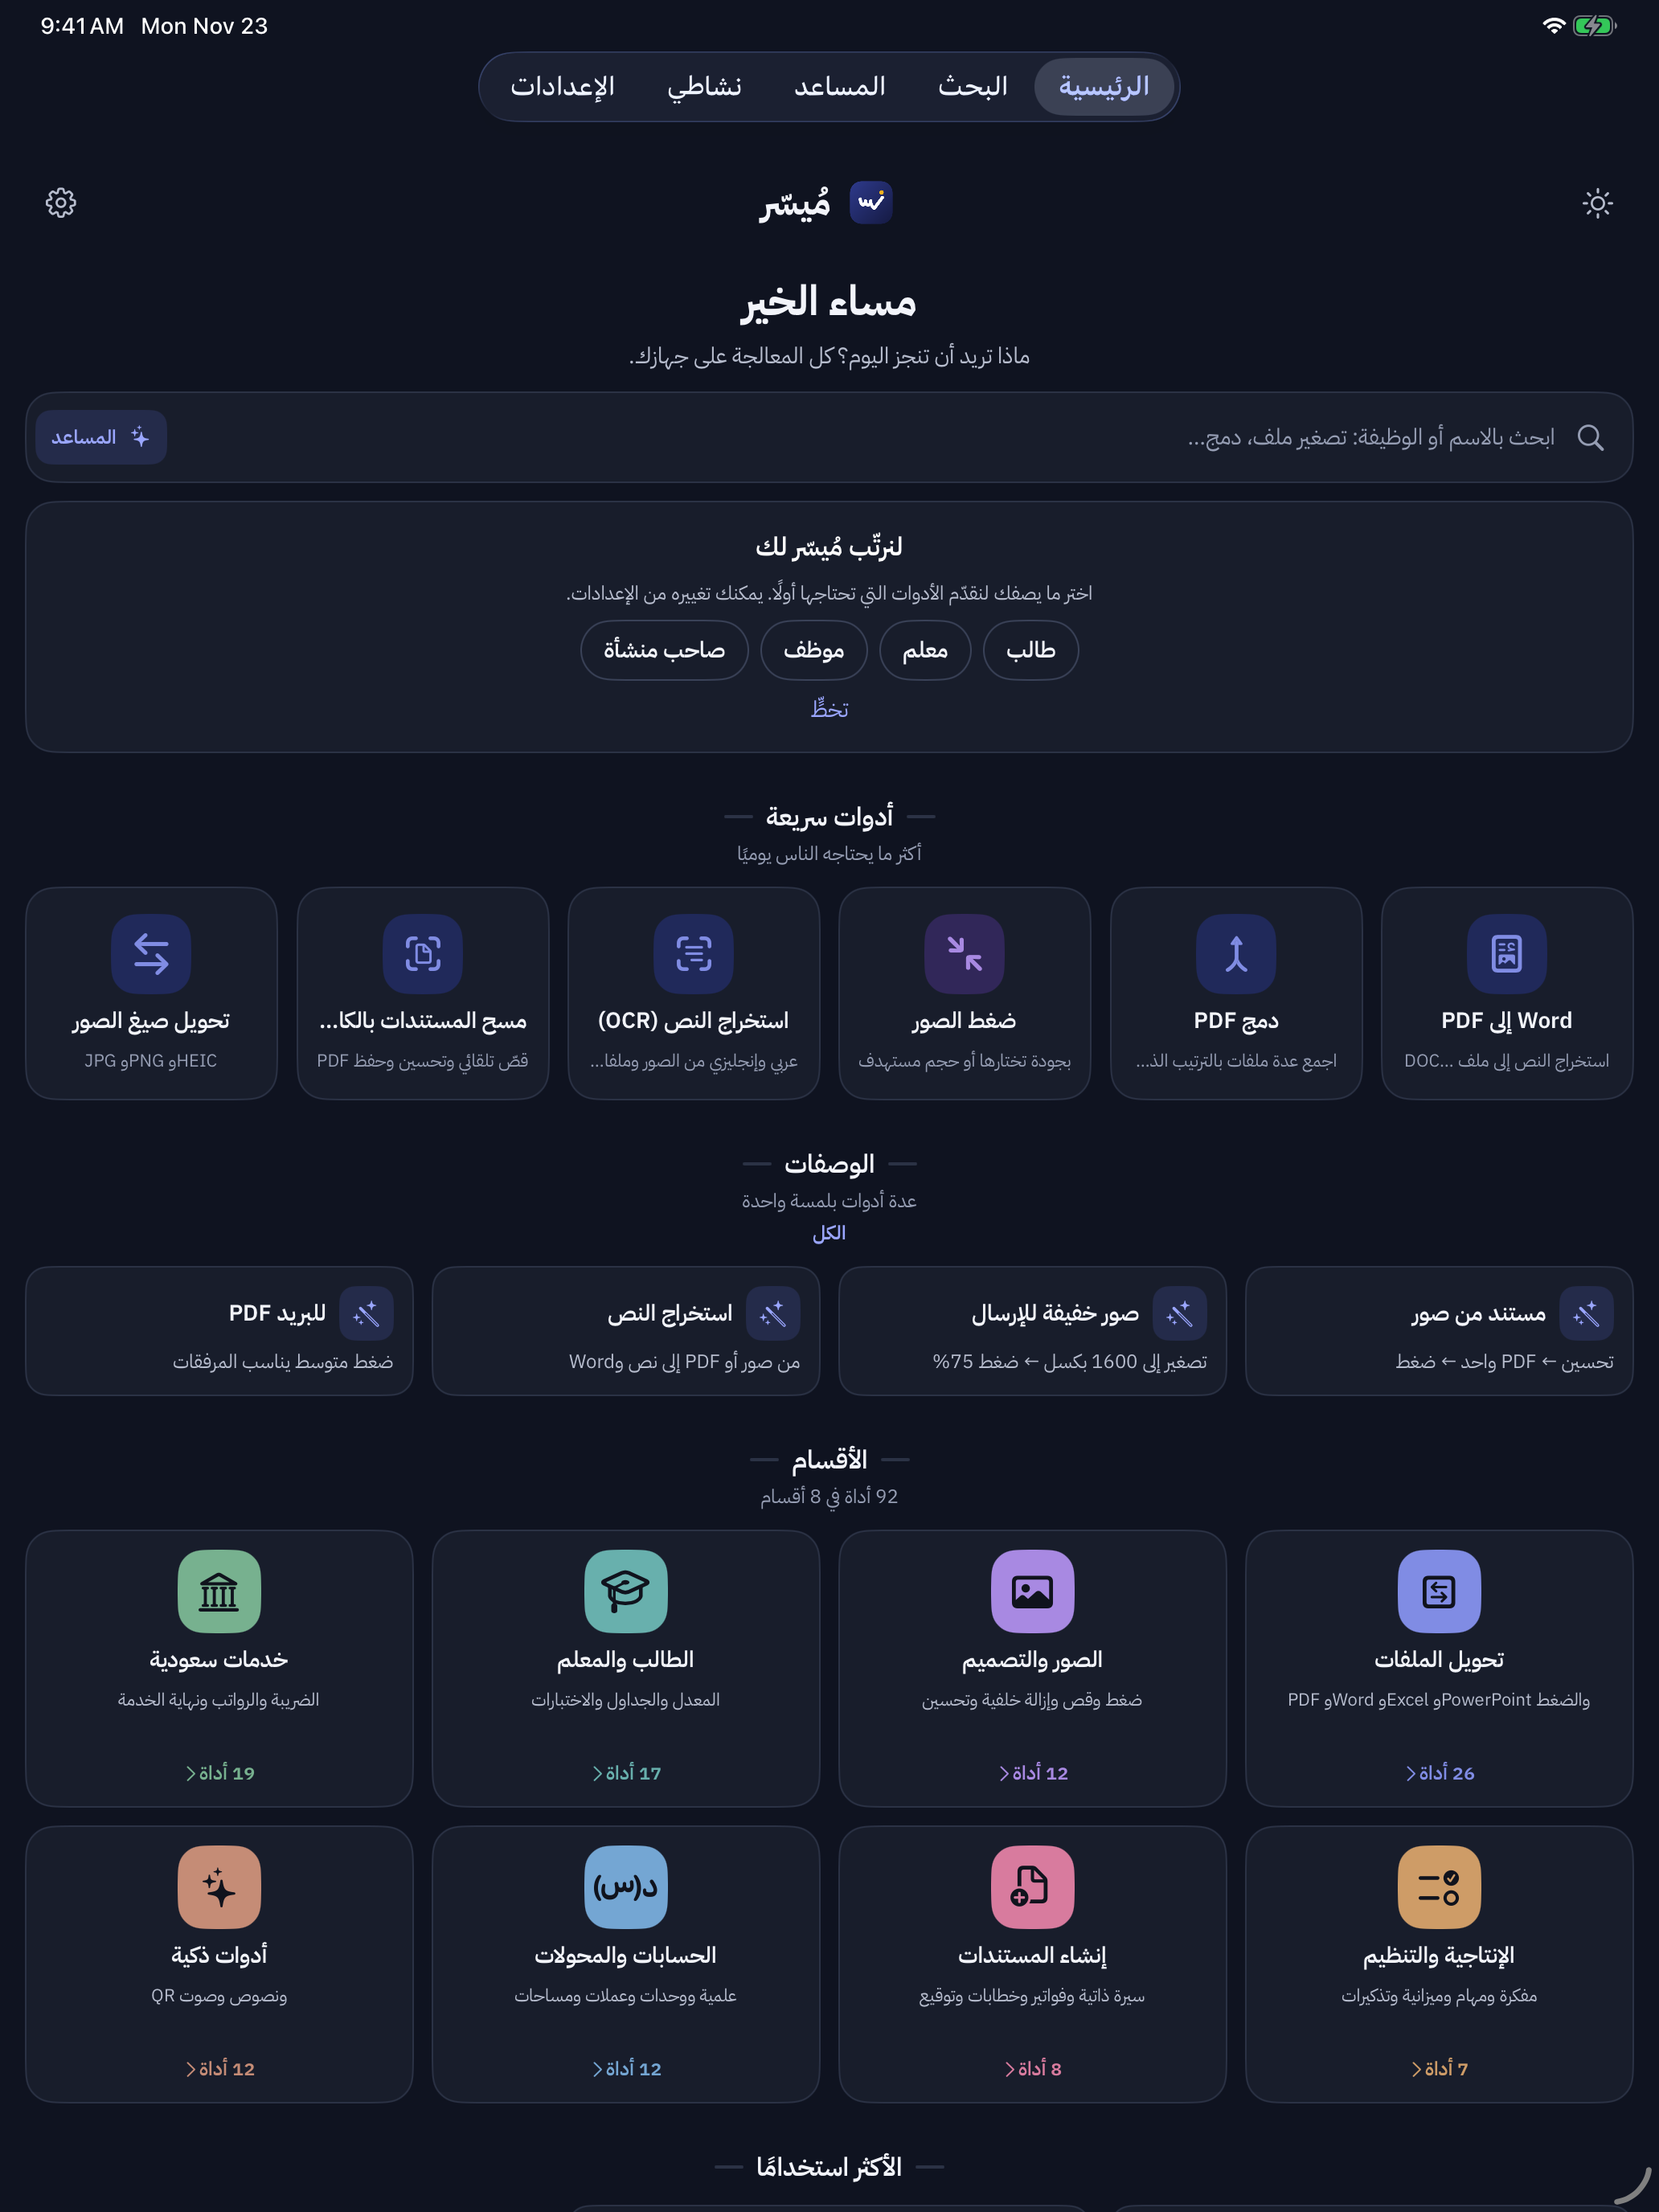 9:41 AM Mon Nov 23
الرئيسية
البحث
المساعد
نشاطي
الإعدادات
مُيسّر
مساء الخير
ماذا تريد أن تنجز اليوم؟ كل المعالجة على جهازك.
ابحث بالاسم أو الوظيفة: تصغير ملف، دمج...
المساعد
لنرتّب مُيسّر لك
اختر ما يصفك لنقدّم الأدوات التي تحتاجها أولًا. يمكنك تغييره من الإعدادات.
طالب
معلم
موظف
صاحب منشأة
تخطٍّ
أدوات سريعة
أكثر ما يحتاجه الناس يوميًا
PDF إلى Word
استخراج النص إلى ملف DOC...
دمج PDF
اجمع عدة ملفات بالترتيب الذ...
ضغط الصور
بجودة تختارها أو حجم مستهدف
استخراج النص (OCR)
عربي وإنجليزي من الصور وملفا...
مسح المستندات بالكا...
قصّ تلقائي وتحسين وحفظ PDF
تحويل صيغ الصور
JPG وPNG وHEIC
الوصفات
عدة أدوات بلمسة واحدة
الكل
مستند من صور
تحسين ← PDF واحد ← ضغط
صور خفيفة للإرسال
تصغير إلى 1600 بكسل ← ضغط 75%
استخراج النص
من صور أو PDF إلى نص وWord
PDF للبريد
ضغط متوسط يناسب المرفقات
الأقسام
92 أداة في 8 أقسام
تحويل الملفات
PDF وWord وExcel وPowerPoint والضغط
26 أداة
الصور والتصميم
ضغط وقص وإزالة خلفية وتحسين
12 أداة
الطالب والمعلم
المعدل والجداول والاختبارات
17 أداة
خدمات سعودية
الضريبة والرواتب ونهاية الخدمة
19 أداة
الإنتاجية والتنظيم
مفكرة ومهام وميزانية وتذكيرات
7 أداة
إنشاء المستندات
سيرة ذاتية وفواتير وخطابات وتوقيع
8 أداة
د(س)
الحسابات والمحولات
علمية ووحدات وعملات ومساحات
12 أداة
أدوات ذكية
QR ونصوص وصوت
12 أداة
الأكثر استخدامًا